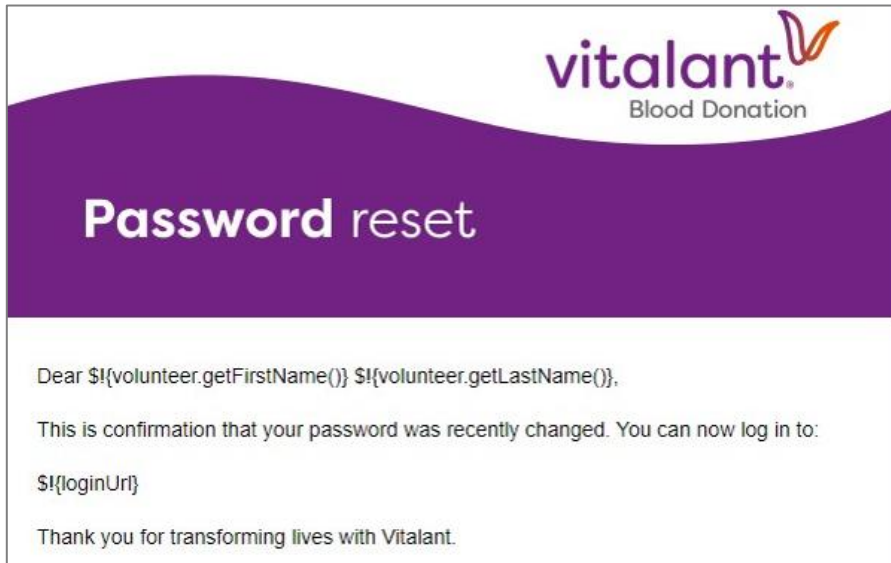 vitalant®
Blood Donation
Password reset
Dear $!{volunteer.getFirstName()} $!{volunteer.getLastName()},
This is confirmation that your password was recently changed. You can now log in to:
$!{loginUrl}
Thank you for transforming lives with Vitalant.